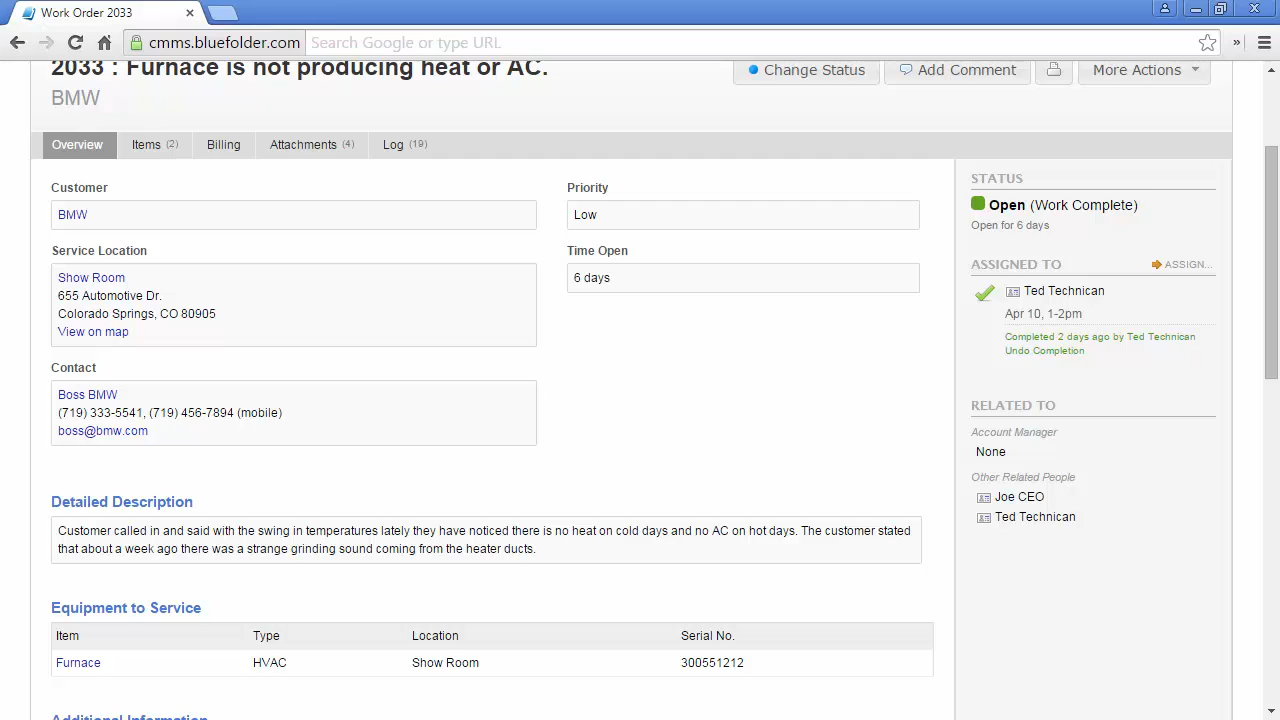 Work Order 2033
cmms.bluefolder.com Search Google or type URL
2033 : Furnace is not producing heat or AC.
BMW
Change Status Add Comment More Actions
Overview Items (2) Billing Attachments (4) Log (19)
Customer
BMW
Priority
Low
Service Location
Show Room
655 Automotive Dr.
Colorado Springs, CO 80905
View on map
Time Open
6 days
Contact
Boss BMW
(719) 333-5541, (719) 456-7894 (mobile)
boss@bmw.com
Detailed Description
Customer called in and said with the swing in temperatures lately they have noticed there is no heat on cold days and no AC on hot days. The customer stated
that about a week ago there was a strange grinding sound coming from the heater ducts.
Equipment to Service
Item Type Location Serial No.
Furnace HVAC Show Room 300551212
Additional Information
STATUS
Open (Work Complete)
Open for 6 days
ASSIGNED TO ASSIGN...
Ted Technican
Apr 10, 1-2pm
Completed 2 days ago by Ted Technican
Undo Completion
RELATED TO
Account Manager
None
Other Related People
Joe CEO
Ted Technican